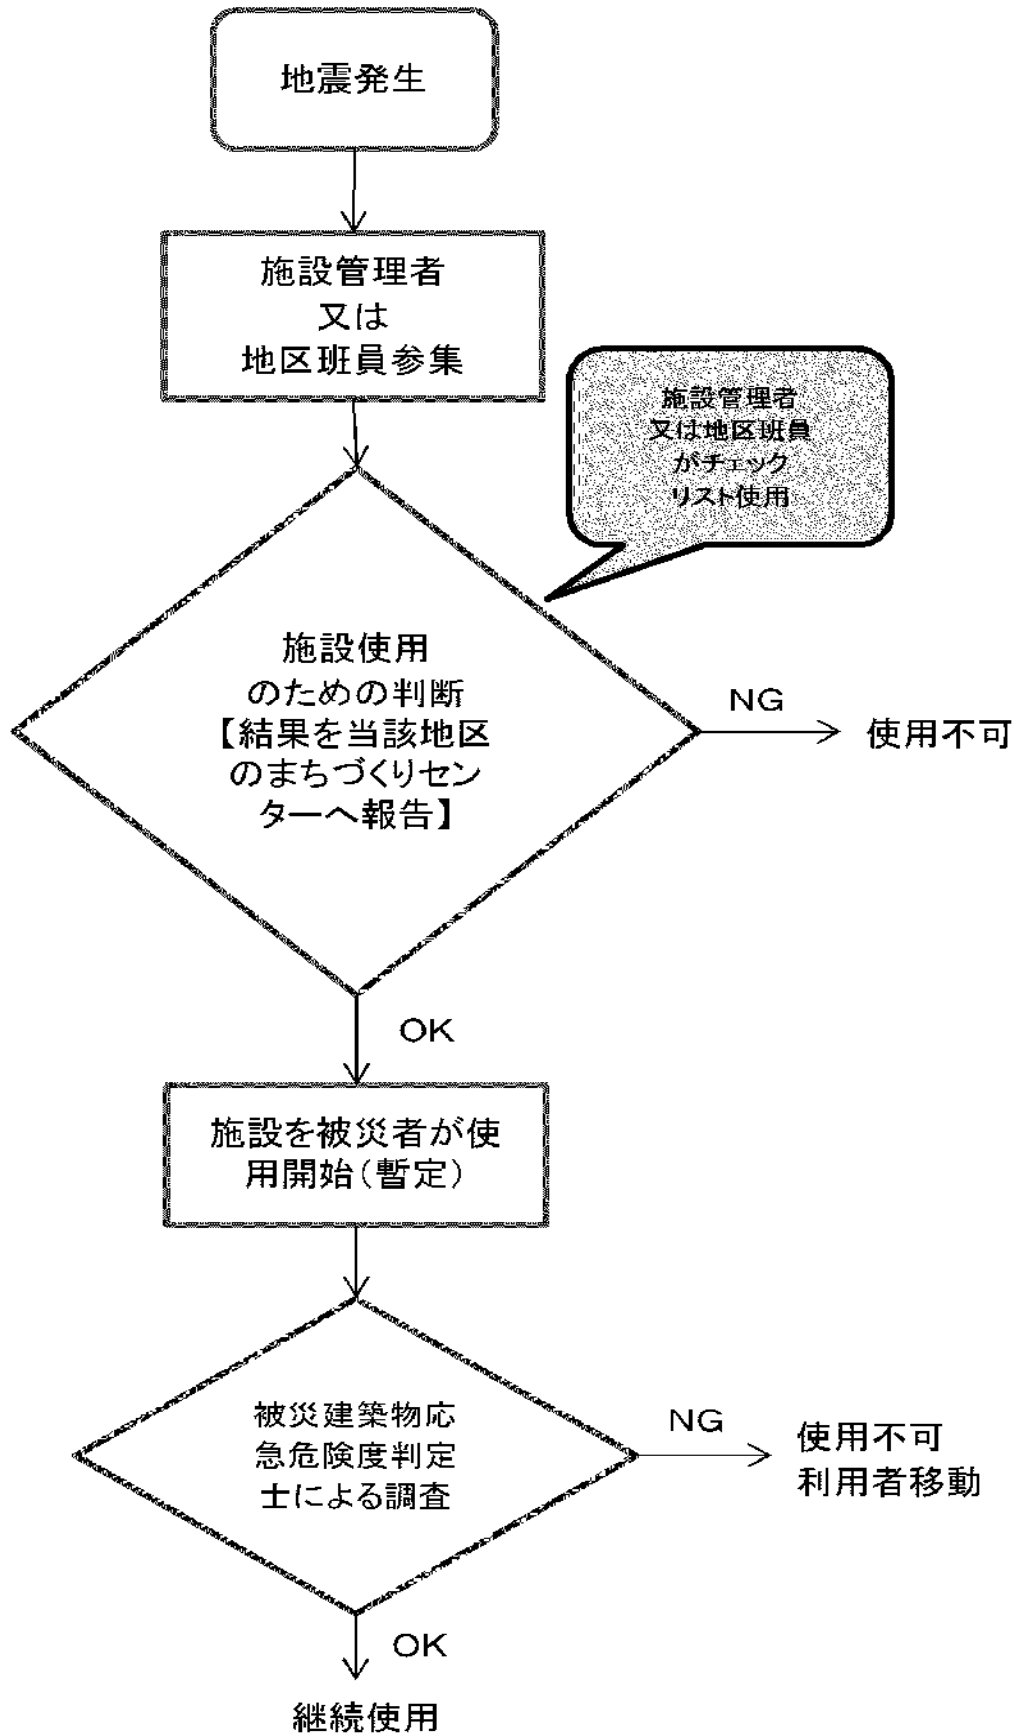 地震発生
施設管理者
又は
地区班員参集
施設管理者
又は地区班員
がチェック
リスト使用
施設使用
のための判断
【結果を当該地区
のまちづくりセン
ターへ報告】
NG
使用不可
OK
施設を被災者が使
用開始(暫定)
被災建築物応
急危険度判定
士による調査
NG
使用不可
利用者移動
OK
継続使用